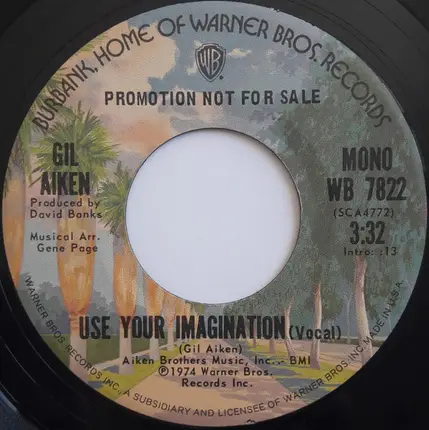 BURBANK, HOME OF WARNER BROS. RECORDS
WB
PROMOTION NOT FOR SALE
GIL
AIKEN
Produced by
David Banks
Musical Arr.
Gene Page
MONO
WB 7822
(SCA4772)
3:32
Intro: :13
USE YOUR IMAGINATION (Vocal)
(Gil Aiken)
Aiken Brothers Music, Inc. - BMI
Ⓟ1974 Warner Bros.
Records Inc.
WARNER BROS. RECORDS INC., A SUBSIDIARY AND LICENSEE OF WARNER BROS. INC. MADE IN U.S.A.